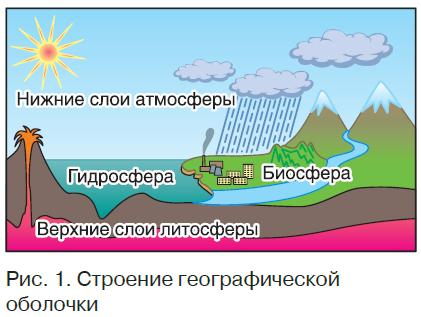 Нижние слои атмосферы
Гидросфера
Биосфера
Верхние слои литосферы
Рис. 1. Строение географической
оболочки